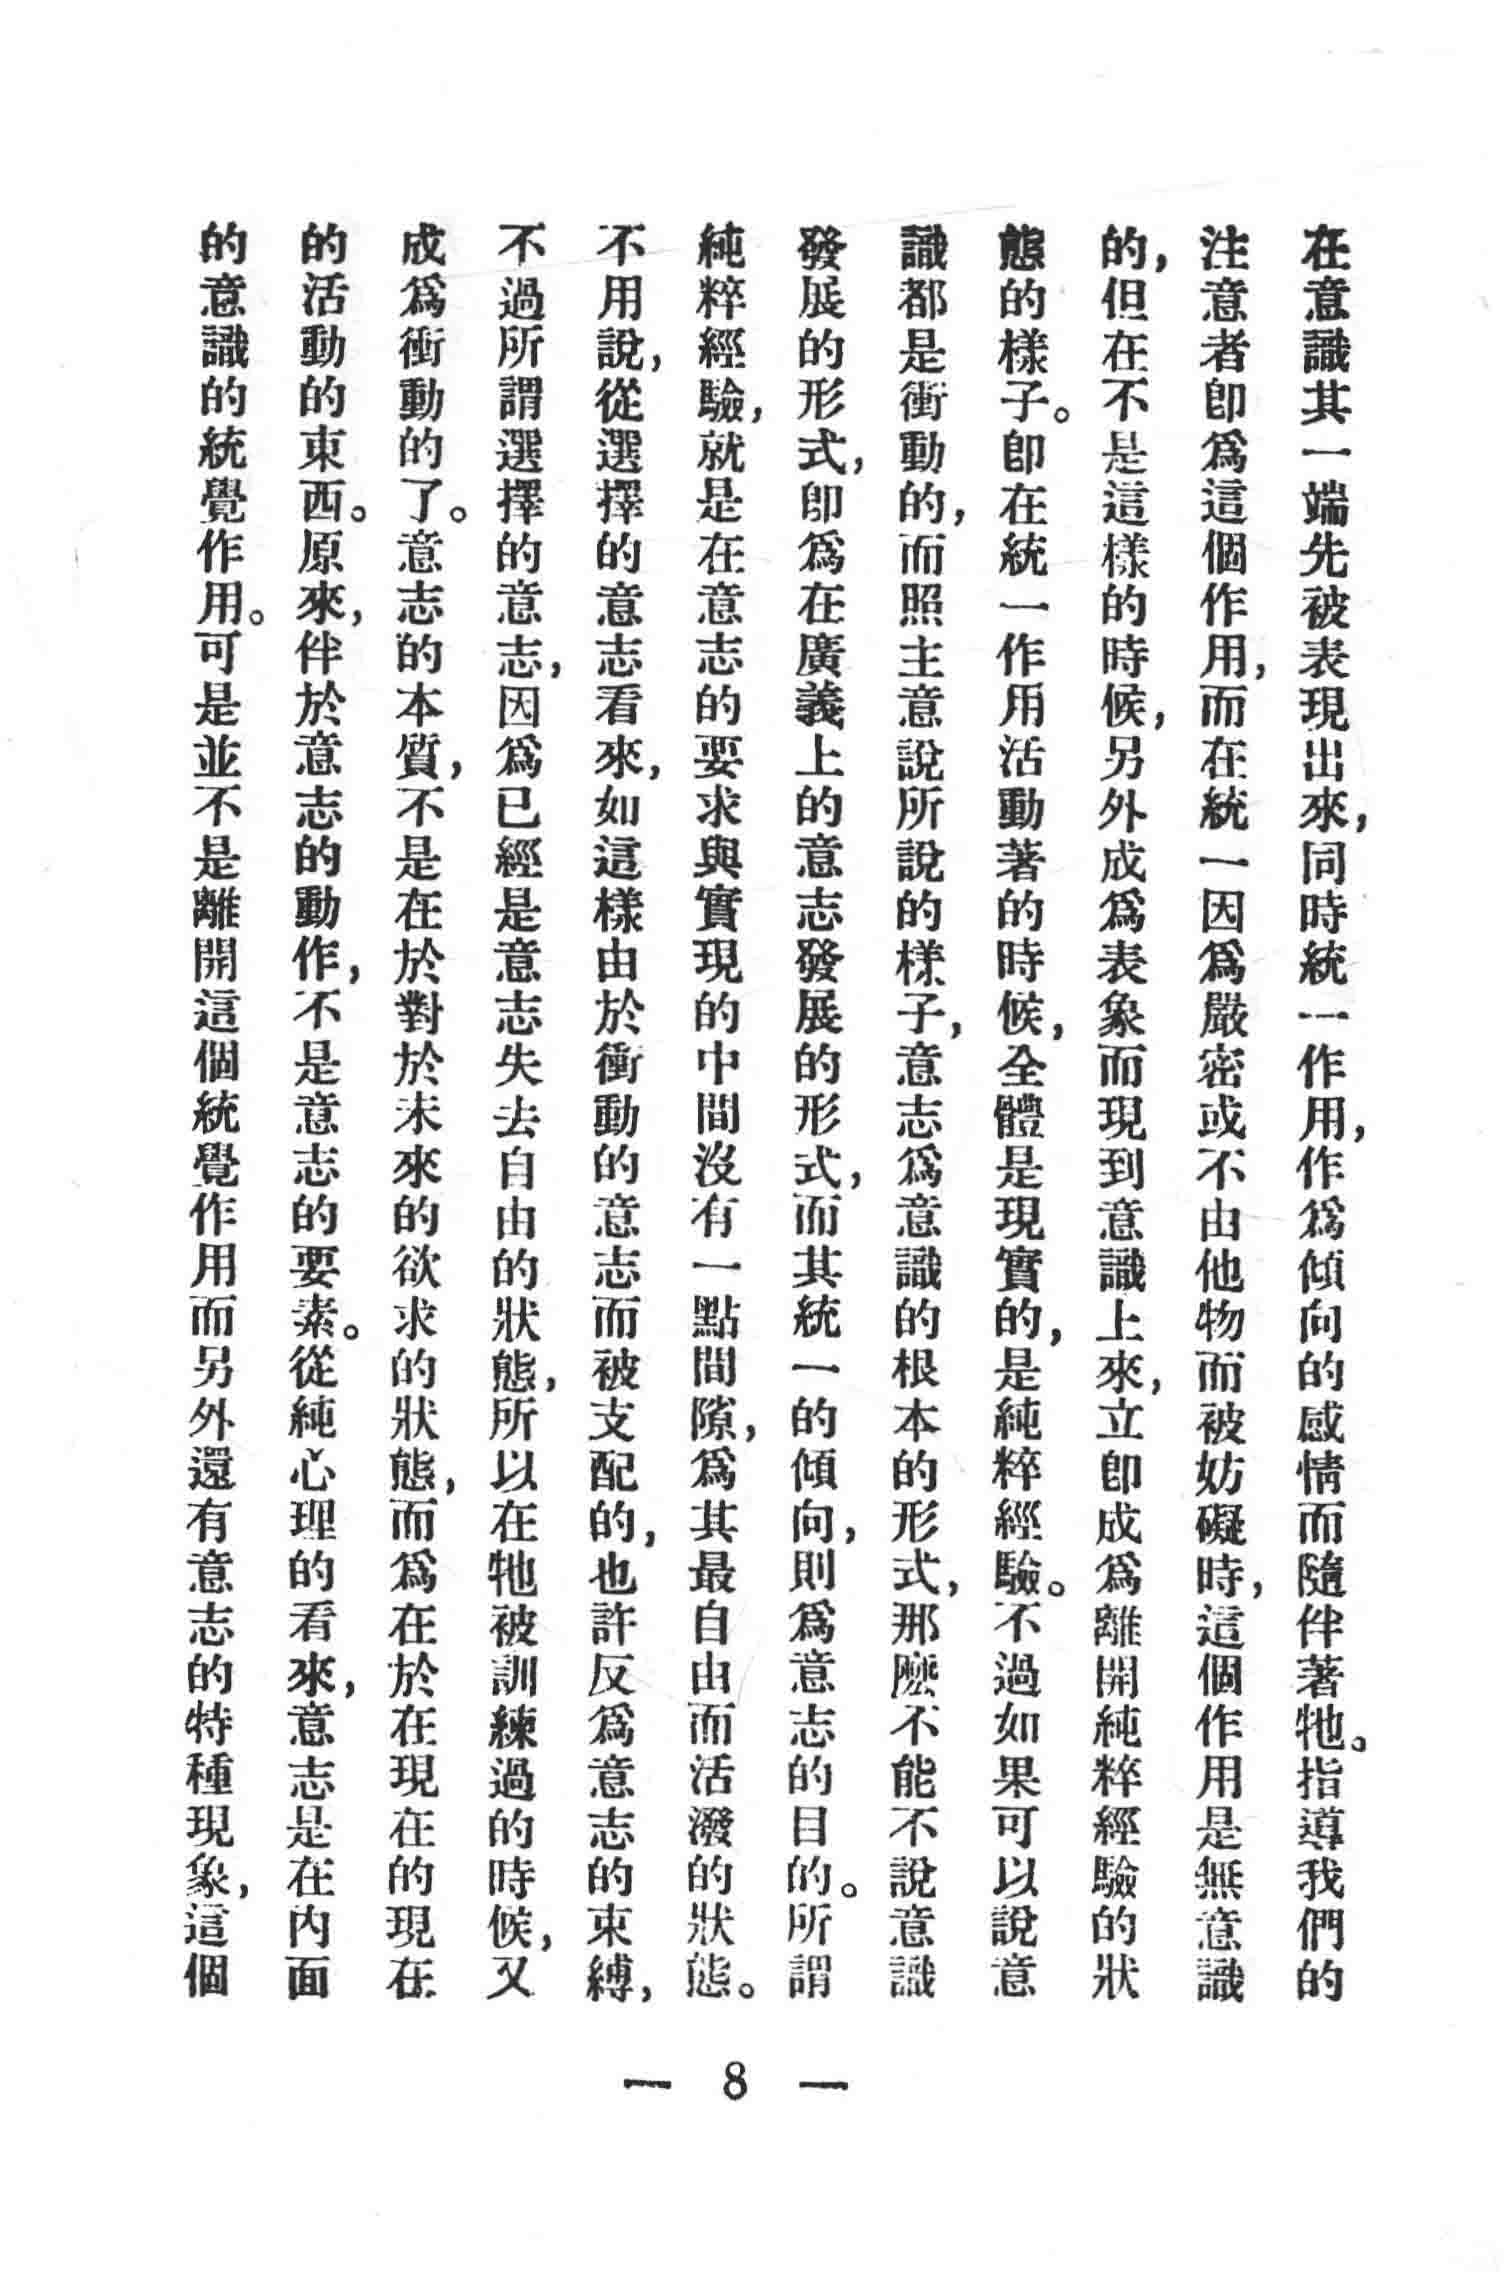 在意識其一端先被表現出來，同時統一作用，作爲傾向的感情而隨伴著牠。指導我們的
注意者卽爲這個作用，而在統一因爲嚴密或不由他物而被妨礙時，這個作用是無意識
的，但在不是這樣的時候，另外成爲表象而現到意識上來，立卽成爲離開純粹經驗的狀
態的樣子。卽在統一作用活動著的時候，全體是現實的，是純粹經驗。不過如果可以說意
識都是衝動的，而照主意說所說的樣子，意志爲意識的根本的形式，那麽不能不說意識
發展的形式，卽爲在廣義上的意志發展的形式，而其統一的傾向，則爲意志的目的。所謂
純粹經驗，就是在意志的要求與實現的中間沒有一點間隙，爲其最自由而活潑的狀態。
不用說，從選擇的意志看來，如這樣由於衝動的意志而被支配的，也許反爲意志的束縛，
不過所謂選擇的意志，因爲已經是意志失去自由的狀態，所以在牠被訓練過的時候，又
成爲衝動的了。意志的本質，不是在於對於未來的欲求的狀態，而爲在於在現在的現在
的活動的東西。原來，伴於意志的動作，不是意志的要素。從純心理的看來，意志是在內面
的意識的統覺作用。可是並不是離開這個統覺作用而另外還有意志的特種現象，這個
— 8 —